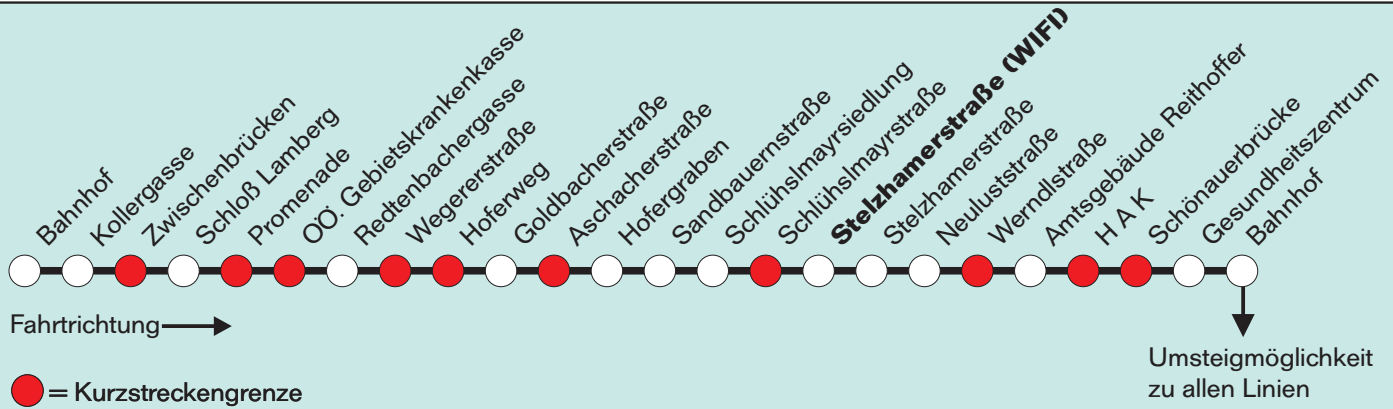 Bahnhof
Kollergasse
Zwischenbrücken
Schloß Lamberg
Promenade
OÖ. Gebietskrankenkasse
Redtenbachergasse
Wegererstraße
Hoferweg
Goldbacherstraße
Aschacherstraße
Hofergraben
Sandbauernstraße
Schlühslmayrsiedlung
Schlühslmayrstraße
Stelzhamerstraße (WIFI)
Stelzhamerstraße
Neuluststraße
Werndlstraße
Amtsgebäude Reithoffer
H A K
Schönauerbrücke
Gesundheitszentrum
Bahnhof
Fahrtrichtung
Umsteigmöglichkeit
zu allen Linien
= Kurzstreckengrenze